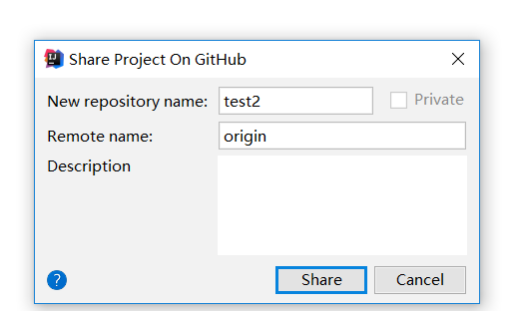 Share Project On GitHub
New repository name: test2 Private
Remote name: origin
Description
? Share Cancel